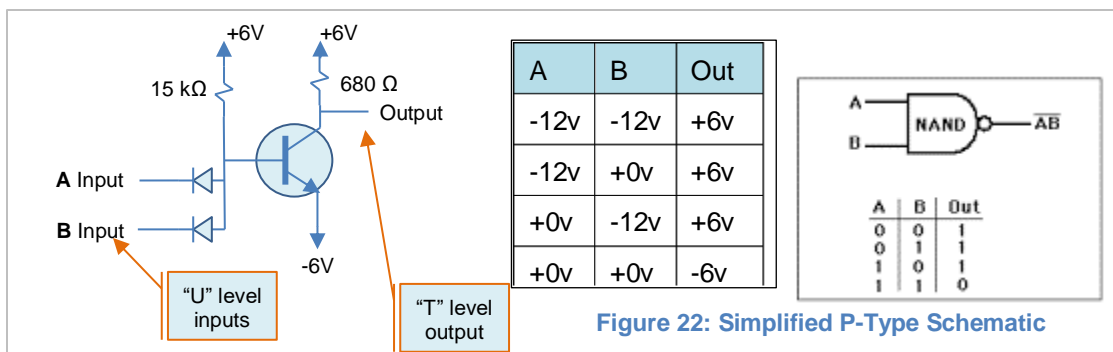 +6V
+6V
15 kΩ
680 Ω
Output
A Input
B Input
-6V
"U" level
inputs
"T" level
output
A B Out
-12v -12v +6v
-12v +0v +6v
+0v -12v +6v
+0v +0v -6v
A
B
NAND
AB
A B Out
0 0 1
0 1 1
1 0 1
1 1 0
Figure 22: Simplified P-Type Schematic